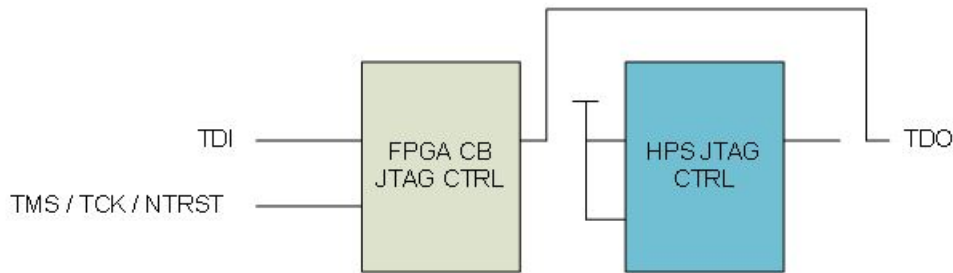 TDI
TMS / TCK / NTRST
FPGA CB
JTAG CTRL
HPS JTAG
CTRL
TDO